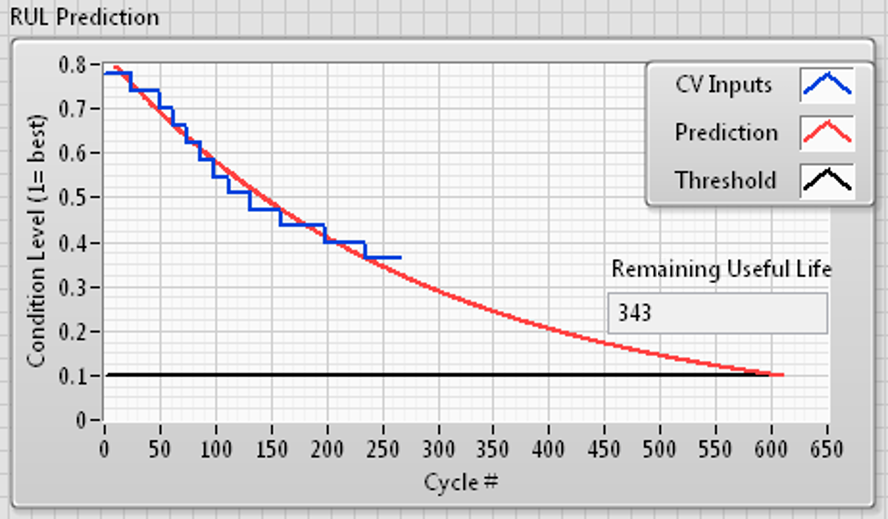 RUL Prediction
CV Inputs
Prediction
Threshold
Condition Level (1= best)
0.8
0.7
0.6
0.5
0.4
0.3
0.2
0.1
0
Remaining Useful Life
343
0 50 100 150 200 250 300 350 400 450 500 550 600 650
Cycle #